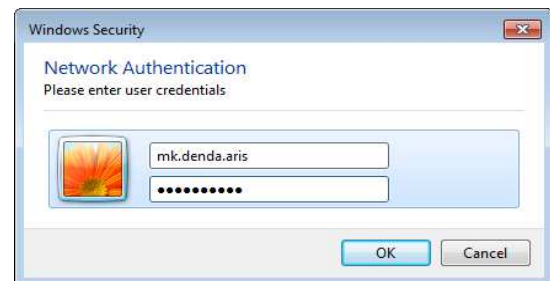 Windows Security
Network Authentication
Please enter user credentials
mk.denda.aris
••••••••••
OK Cancel